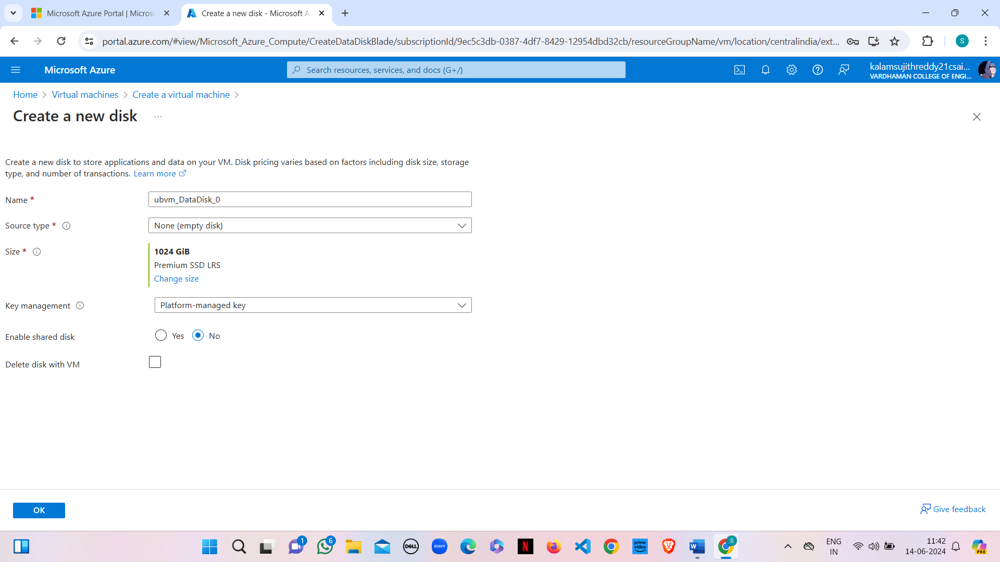 Microsoft Azure Portal | Microso
Create a new disk - Microsoft A
portal.azure.com/#view/Microsoft_Azure_Compute/CreateDataDiskBlade/subscriptionId/9ec5c3db-0387-4df7-8429-12954dbd32cb/resourceGroupName/vm/location/centralindia/ext...
S
Microsoft Azure
Search resources, services, and docs (G+/)
kalamsujithreddy21csai...
VARDHAMAN COLLEGE OF ENGI...
Home > Virtual machines > Create a virtual machine >
Create a new disk ...
Create a new disk to store applications and data on your VM. Disk pricing varies based on factors including disk size, storage
type, and number of transactions. Learn more
Name *
ubvm_DataDisk_0
Source type *
None (empty disk)
Size *
1024 GiB
Premium SSD LRS
Change size
Key management
Platform-managed key
Enable shared disk
Yes
No
Delete disk with VM
OK
Give feedback
1
6
DELL
zoom
N
prime
video
W
S
ENG
IN
11:42
14-06-2024
PRE